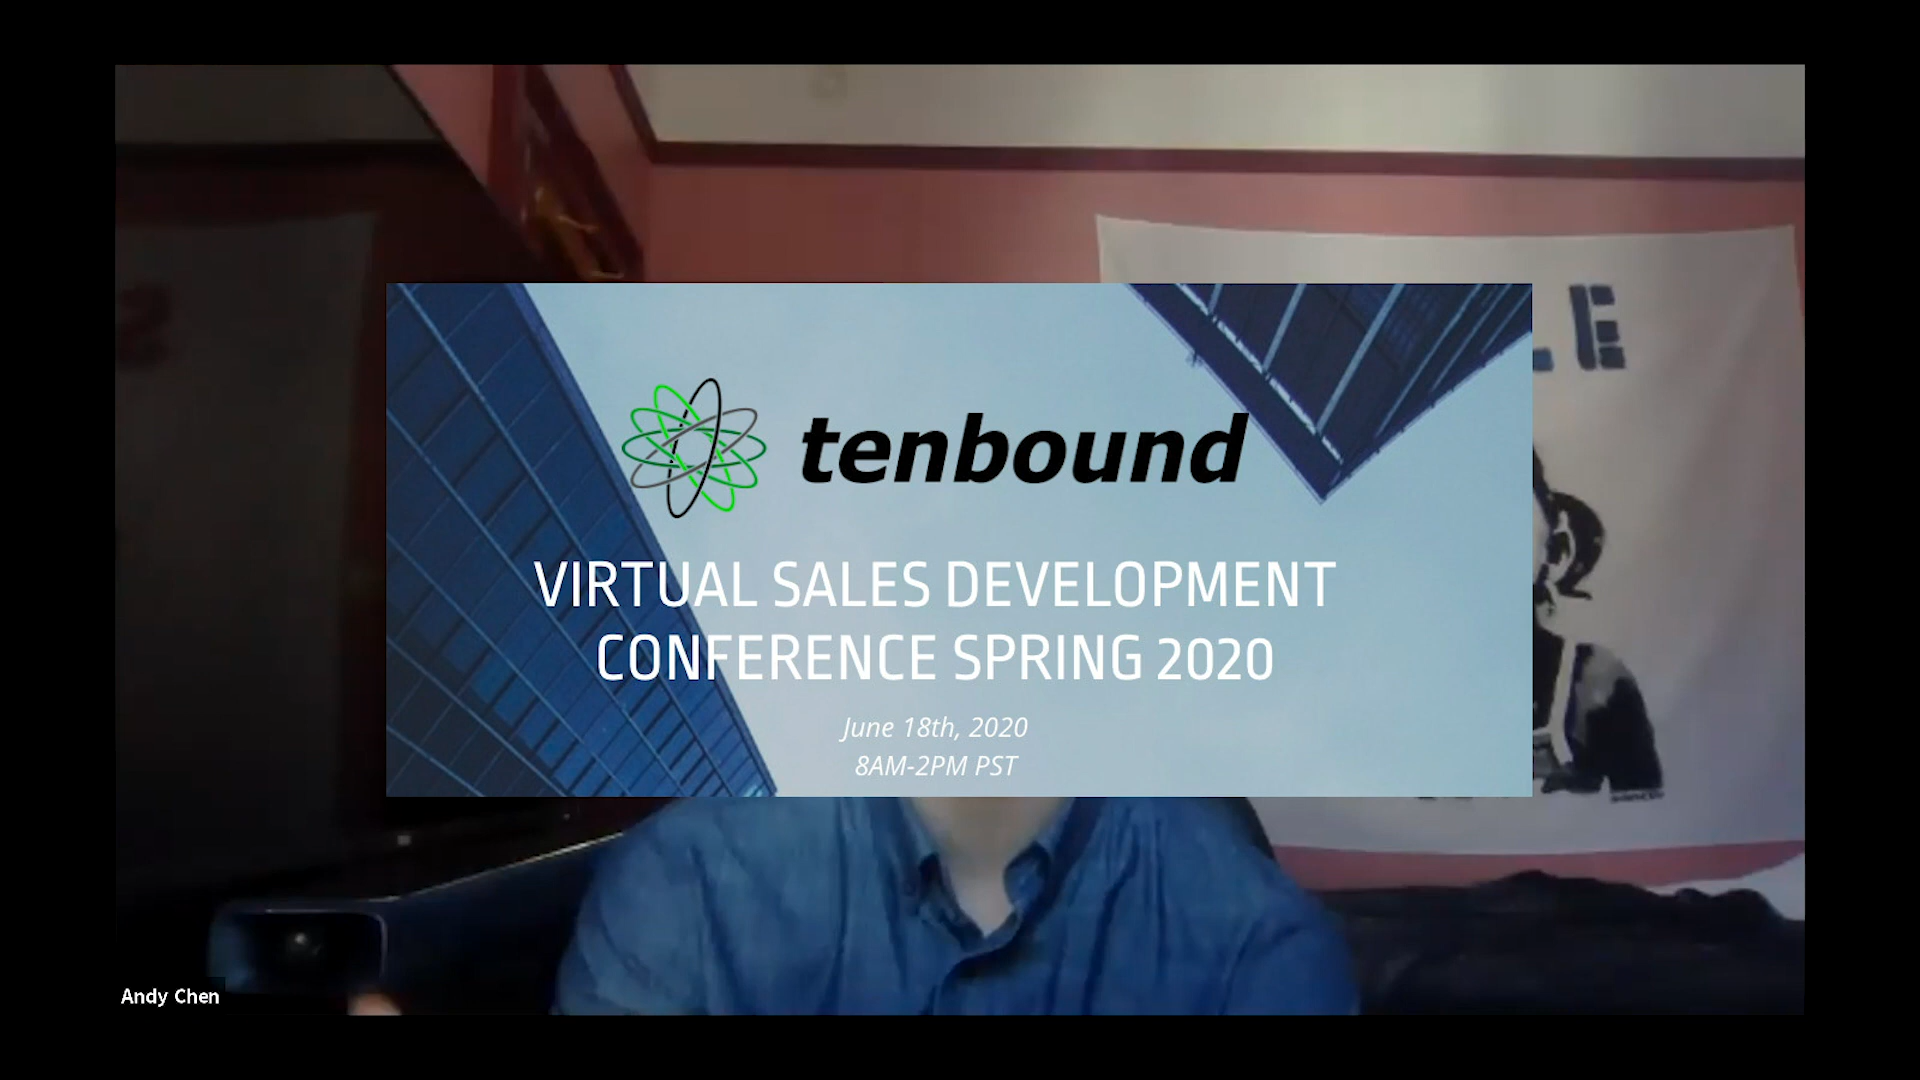 tenbound
VIRTUAL SALES DEVELOPMENT
CONFERENCE SPRING 2020
June 18th, 2020
8AM-2PM PST
Andy Chen